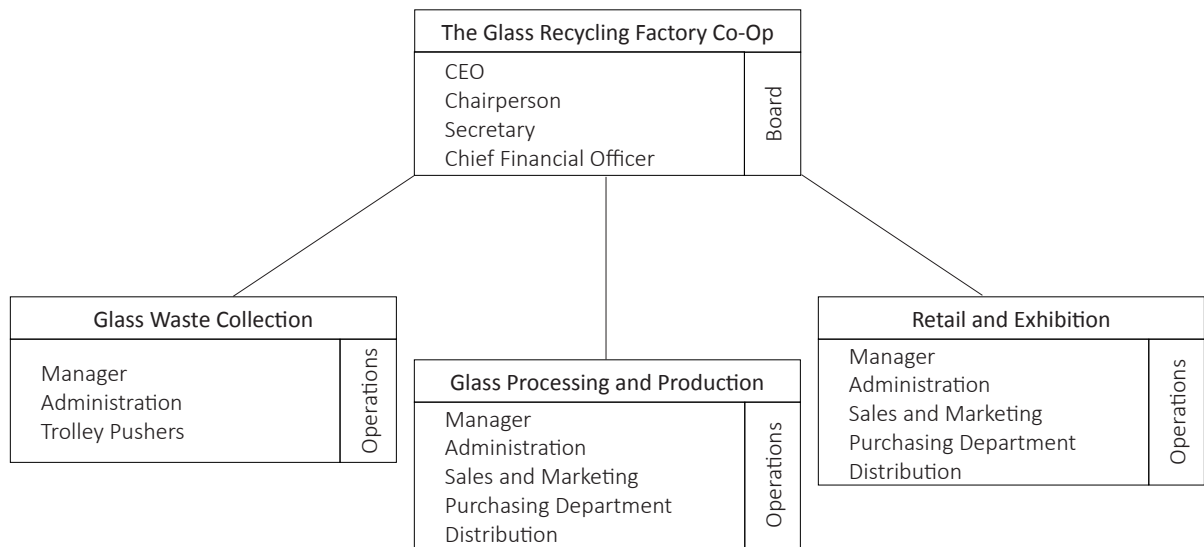 The Glass Recycling Factory Co-Op
CEO
Chairperson
Secretary
Chief Financial Officer
Board
Glass Waste Collection
Manager
Administration
Trolley Pushers
Operations
Glass Processing and Production
Manager
Administration
Sales and Marketing
Purchasing Department
Distribution
Operations
Retail and Exhibition
Manager
Administration
Sales and Marketing
Purchasing Department
Distribution
Operations